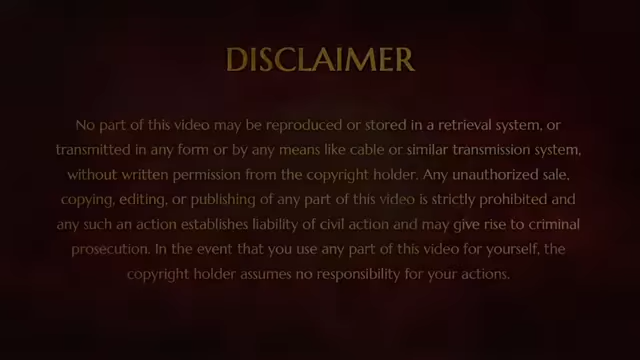 DISCLAIMER
No part of this video may be reproduced or stored in a retrieval system, or
transmitted in any form or by any means like cable or similar transmission system,
without written permission from the copyright holder. Any unauthorized sale,
copying, editing, or publishing of any part of this video is strictly prohibited and
any such an action establishes liability of civil action and may give rise to criminal
prosecution. In the event that you use any part of this video for yourself, the
copyright holder assumes no responsibility for your actions.